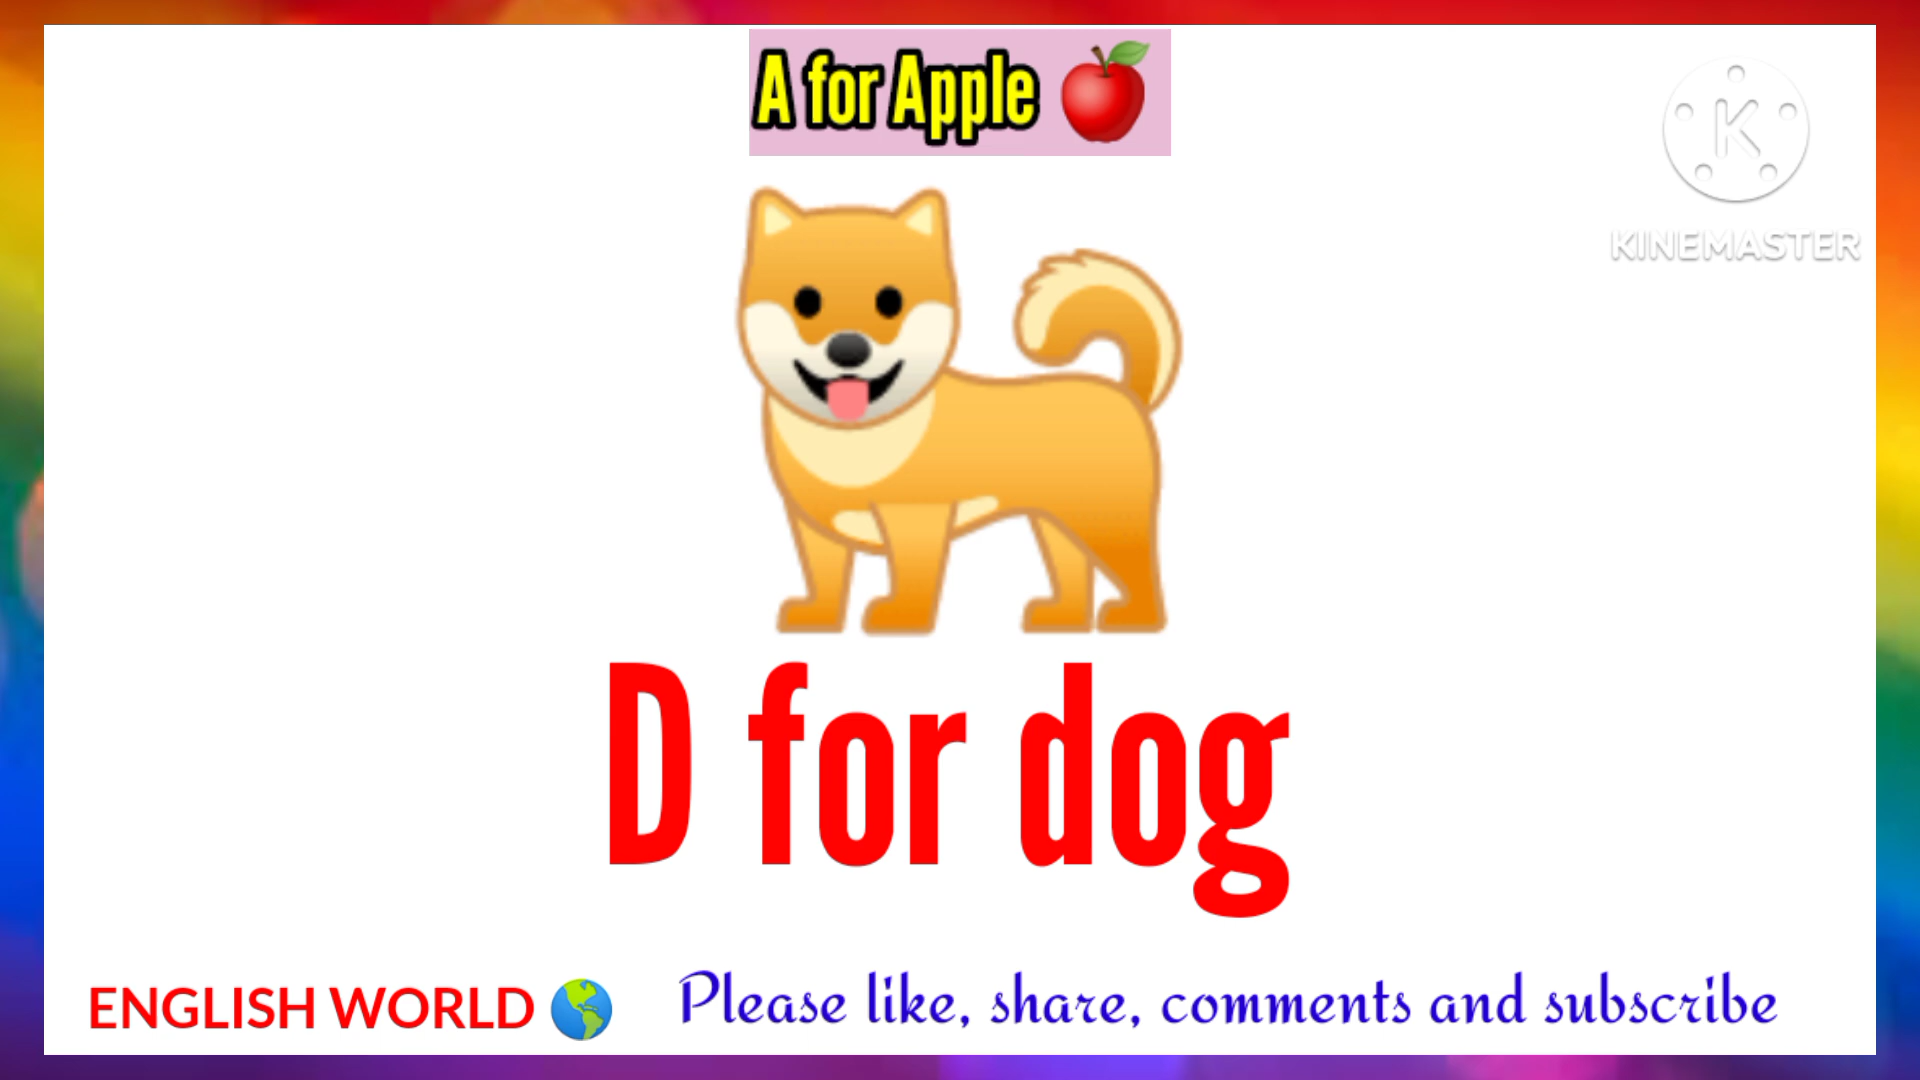 A for Apple
K
KINEMASTER
D for dog
ENGLISH WORLD
Please like, share, comments and subscribe